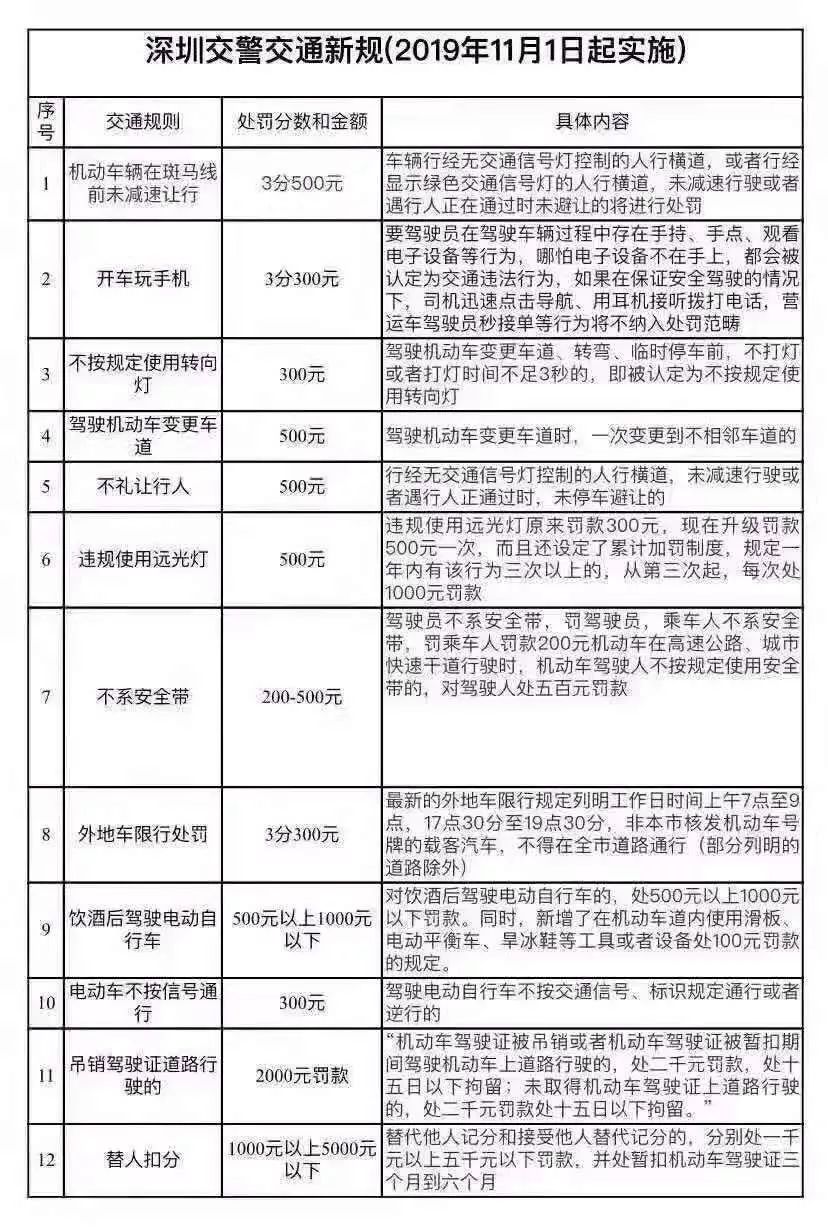 深圳交警交通新规(2019年11月1日起实施)
序号 交通规则 处罚分数和金额 具体内容
1
机动车辆在斑马线
前未减速让行
3分500元
车辆行经无交通信号灯控制的人行横道，或者行经
显示绿色交通信号灯的人行横道，未减速行驶或者
遇行人正在通过时未避让的将进行处罚
2
开车玩手机
3分300元
要驾驶员在驾驶车辆过程中存在手持、手点、观看
电子设备等行为，哪怕电子设备不在手上，都会被
认定为交通违法行为，如果在保证安全驾驶的情况
下，司机迅速点击导航、用耳机接听拨打电话，营
运车驾驶员秒接单等行为将不纳入处罚范畴
3
不按规定使用转向
灯
300元
驾驶机动车变更车道、转弯、临时停车前，不打灯
或者打灯时间不足3秒的，即被认定为不按规定使
用转向灯
4
驾驶机动车变更车
道
500元
驾驶机动车变更车道时，一次变更到不相邻车道的
5
不礼让行人
500元
行经无交通信号灯控制的人行横道，未减速行驶或
者遇行人正通过时，未停车避让的
6
违规使用远光灯
500元
违规使用远光灯原来罚款300元，现在升级罚款
500元一次，而且还设定了累计加罚制度，规定一
年内有该行为三次以上的，从第三次起，每次处
1000元罚款
7
不系安全带
200-500元
驾驶员不系安全带，罚驾驶员，乘车人不系安全
带，罚乘车人罚款200元机动车在高速公路、城市
快速干道行驶时，机动车驾驶人不按规定使用安全
带的，对驾驶人处五百元罚款
8
外地车限行处罚
3分300元
最新的外地车限行规定列明工作日时间上午7点至9
点，17点30分至19点30分，非本市核发机动车号
牌的载客汽车，不得在全市道路通行（部分列明的
道路除外）
9
饮酒后驾驶电动自
行车
500元以上1000元
以下
对饮酒后驾驶电动自行车的，处500元以上1000元
以下罚款。同时，新增了在机动车道内使用滑板、
电动平衡车、旱冰鞋等工具或者设备处100元罚款
的规定。
10
电动车不按信号通
行
300元
驾驶电动自行车不按交通信号、标识规定通行或者
逆行的
11
吊销驾驶证道路行
驶的
2000元罚款
“机动车驾驶证被吊销或者机动车驾驶证被暂扣期
间驾驶机动车上道路行驶的，处二千元罚款，处十
五日以下拘留；未取得机动车驾驶证上道路行驶
的，处二千元罚款处十五日以下拘留。”
12
替人扣分
1000元以上5000元
以下
替代他人记分和接受他人替代记分的，分别处一千
元以上五千元以下罚款，并处暂扣机动车驾驶证三
个月到六个月